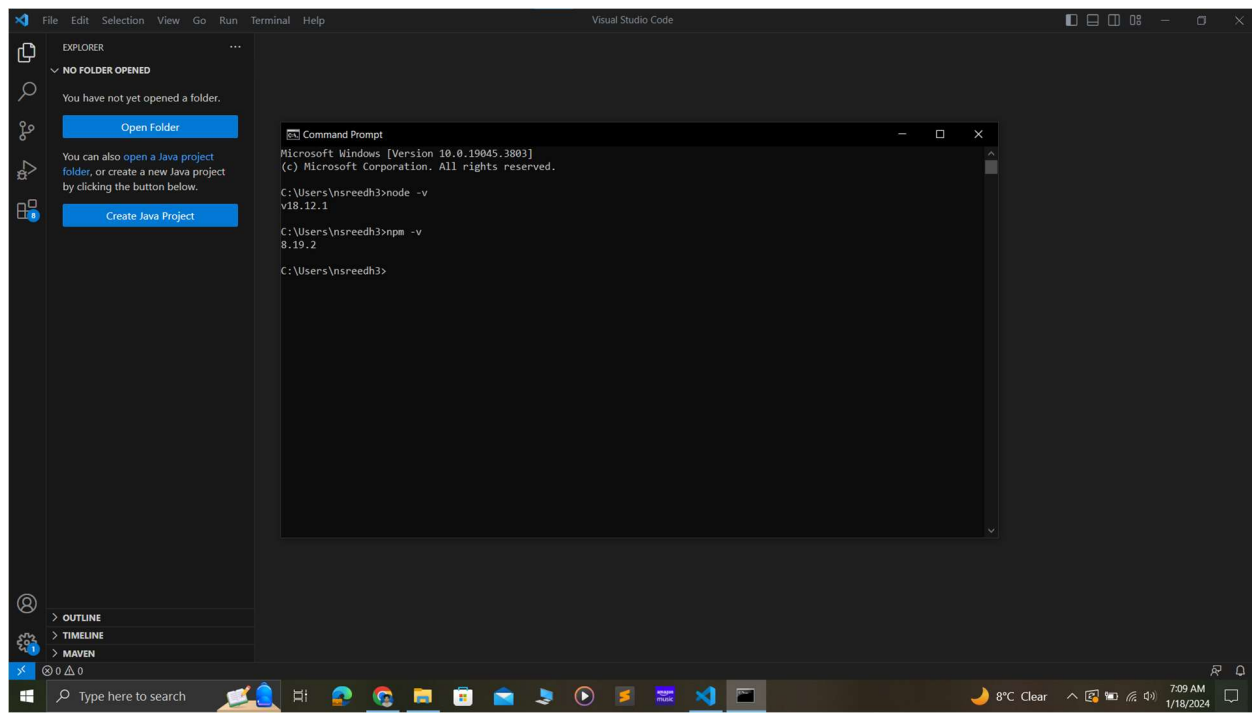 File Edit Selection View Go Run Terminal Help
Visual Studio Code
EXPLORER
NO FOLDER OPENED
You have not yet opened a folder.
Open Folder
You can also open a Java project
folder, or create a new Java project
by clicking the button below.
Create Java Project
8
Command Prompt
Microsoft Windows [Version 10.0.19045.3803]
(c) Microsoft Corporation. All rights reserved.
C:\Users\nsreedh3>node -v
v18.12.1
C:\Users\nsreedh3>npm -v
8.19.2
C:\Users\nsreedh3>
OUTLINE
TIMELINE
MAVEN
1
0 0
Type here to search
amazon music
8°C Clear
7:09 AM
1/18/2024